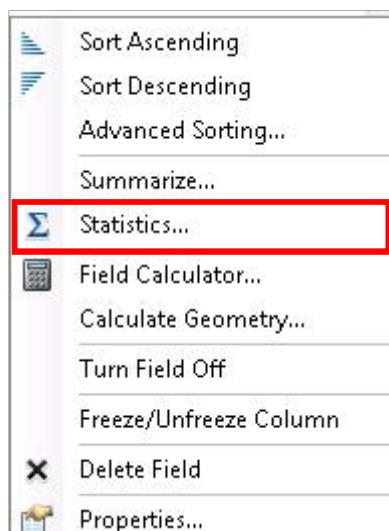 Sort Ascending
Sort Descending
Advanced Sorting...
Summarize...
Statistics...
Field Calculator...
Calculate Geometry...
Turn Field Off
Freeze/Unfreeze Column
Delete Field
Properties...